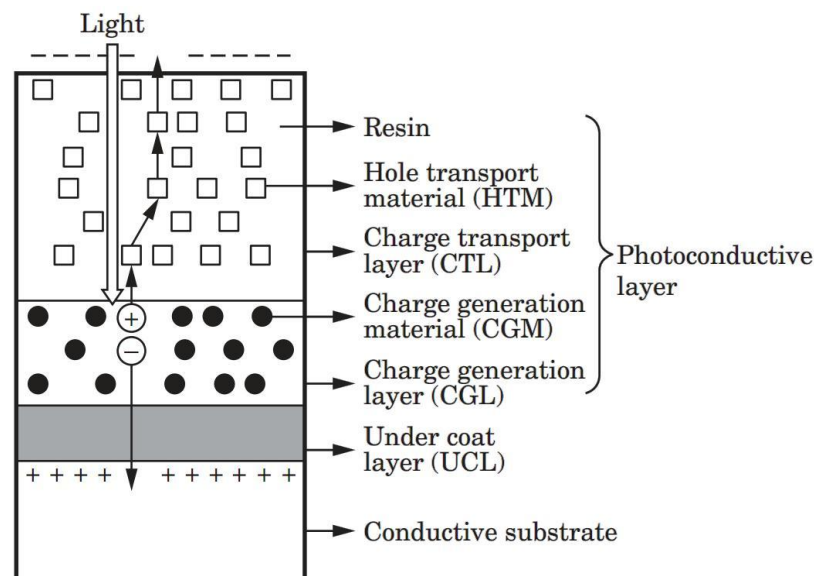 Light
Resin
Hole transport
material (HTM)
Charge transport
layer (CTL)
Photoconductive
layer
Charge generation
material (CGM)
+
−
Charge generation
layer (CGL)
Under coat
layer (UCL)
+ + + + + + + + + + +
Conductive substrate